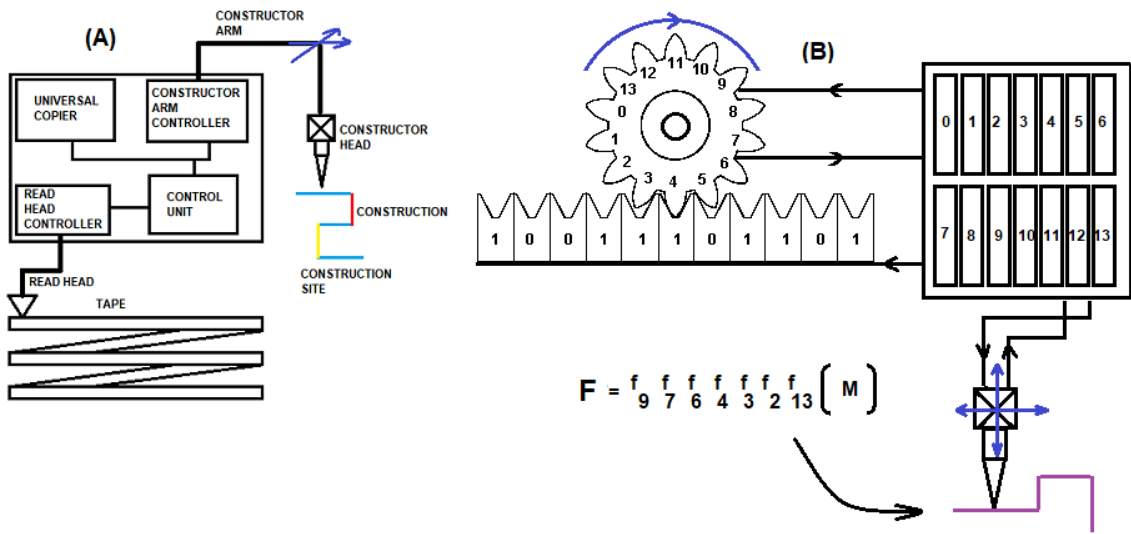 (A)
CONSTRUCTOR
ARM
UNIVERSAL
COPIER
CONSTRUCTOR
ARM
CONTROLLER
READ
HEAD
CONTROLLER
CONTROL
UNIT
CONSTRUCTOR
HEAD
CONSTRUCTION
CONSTRUCTION
SITE
READ HEAD
TAPE
(B)
11
12
10
13
9
0
8
1
7
2
6
3
4
5
1 0 0 1 1 1 0 1 1 0 1
0 1 2 3 4 5 6
7 8 9 10 11 12 13
F = f9 f7 f6 f4 f3 f2 f13 ( M )